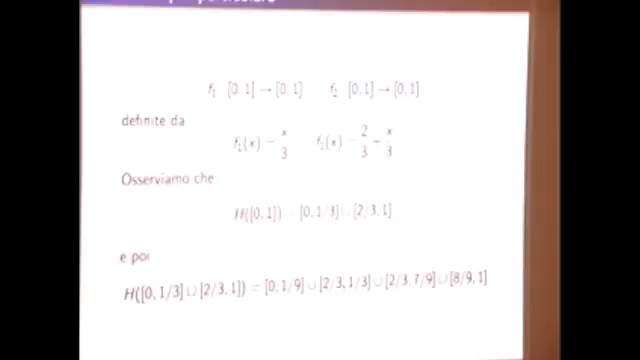 f₁ [0, 1] → [0, 1] f₂ [0, 1] → [0, 1]
definite da
f₁(x) = x/3 f₂(x) = 2/3 + x/3
Osserviamo che
H([0, 1]) = [0, 1/3] ∪ [2/3, 1]
e poi
H([0, 1/3] ∪ [2/3, 1]) = [0, 1/9] ∪ [2/3, 1/3] ∪ [2/3, 7/9] ∪ [8/9, 1]